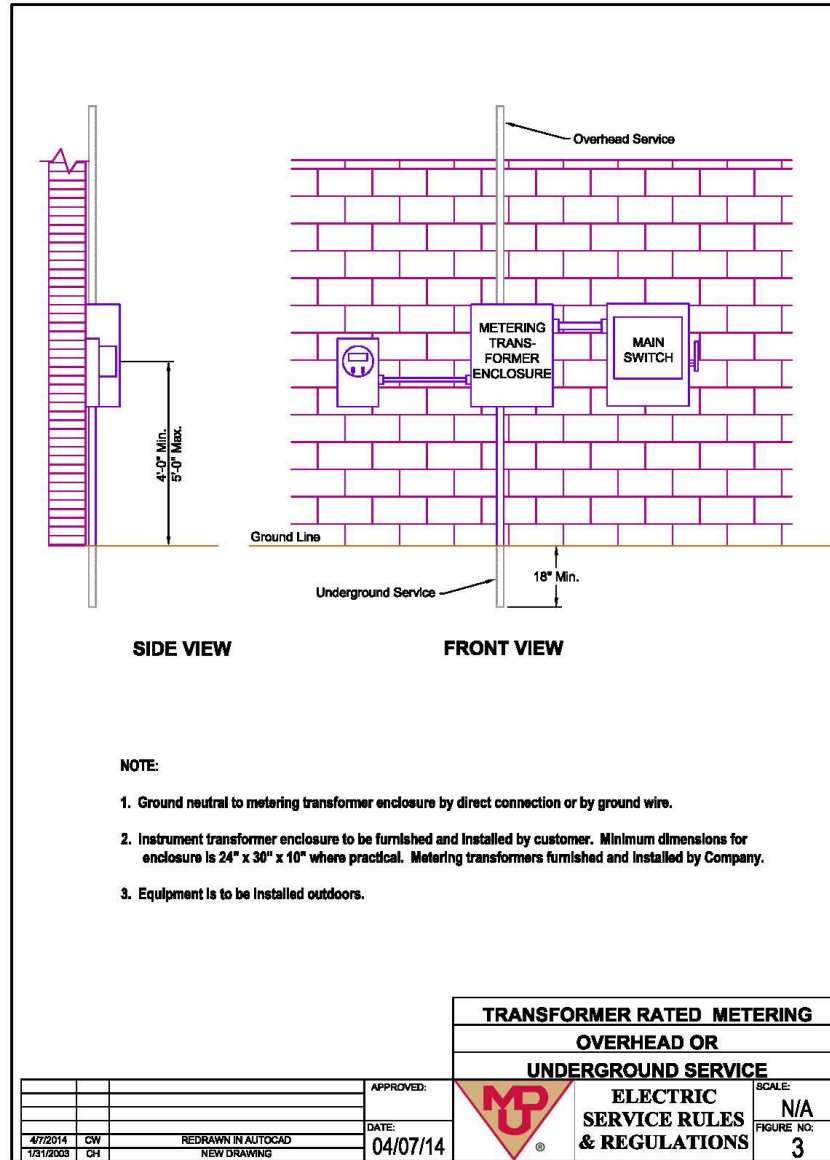 Overhead Service
METERING
TRANS-
FORMER
ENCLOSURE
MAIN
SWITCH
4'-0" Min.
5'-0" Max.
Ground Line
Underground Service
18" Min.
SIDE VIEW
FRONT VIEW
NOTE:
1. Ground neutral to metering transformer enclosure by direct connection or by ground wire.
2. Instrument transformer enclosure to be furnished and installed by customer. Minimum dimensions for
enclosure is 24" x 30" x 10" where practical. Metering transformers furnished and installed by Company.
3. Equipment is to be installed outdoors.
TRANSFORMER RATED METERING
OVERHEAD OR
UNDERGROUND SERVICE
APPROVED:
DATE:
04/07/14
4/7/2014 CW REDRAWN IN AUTOCAD
1/31/2003 CH NEW DRAWING
MPU ®
ELECTRIC
SERVICE RULES
& REGULATIONS
SCALE:
N/A
FIGURE NO:
3